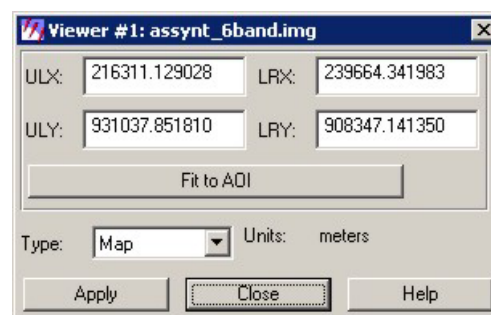 Viewer #1: assynt_6band.img
ULX: 216311.129028 LRX: 239664.341983
ULY: 931037.851810 LRY: 908347.141350
Fit to AOI
Type: Map Units: meters
Apply Close Help